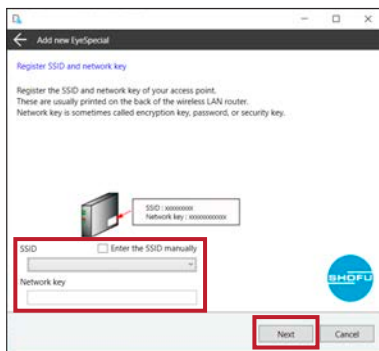 Add new EyeSpecial
Register SSID and network key
Register the SSID and network key of your access point.
These are usually printed on the back of the wireless LAN router.
Network key is sometimes called encryption key, password, or security key.
SSID : xxxxxxxxx
Network key : xxxxxxxxxxxx
SSID
Enter the SSID manually
Network key
SHOFU
Next
Cancel